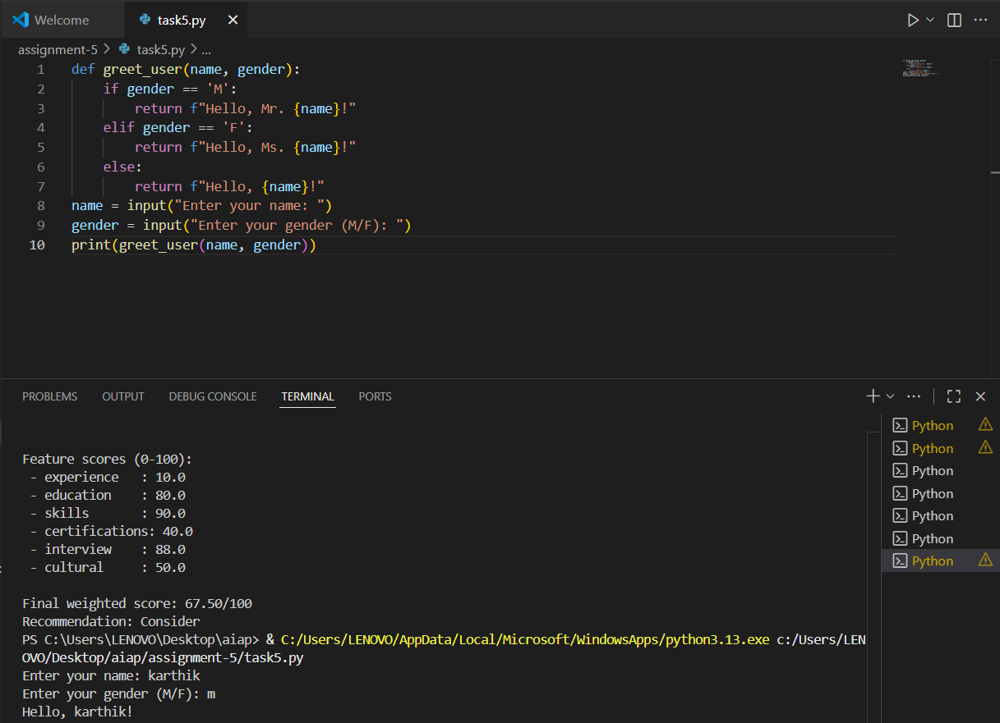 Welcome
task5.py
assignment-5 > task5.py > ...
1 def greet_user(name, gender):
2     if gender == 'M':
3         return f"Hello, Mr. {name}!"
4     elif gender == 'F':
5         return f"Hello, Ms. {name}!"
6     else:
7         return f"Hello, {name}!"
8 name = input("Enter your name: ")
9 gender = input("Enter your gender (M/F): ")
10 print(greet_user(name, gender))
PROBLEMS OUTPUT DEBUG CONSOLE TERMINAL PORTS
Feature scores (0-100):
 - experience   : 10.0
 - education    : 80.0
 - skills       : 90.0
 - certifications: 40.0
 - interview    : 88.0
 - cultural     : 50.0
Final weighted score: 67.50/100
Recommendation: Consider
PS C:\Users\LENOVO\Desktop\aiap> & C:/Users/LENOVO/AppData/Local/Microsoft/WindowsApps/python3.13.exe c:/Users/LEN
OVO/Desktop/aiap/assignment-5/task5.py
Enter your name: karthik
Enter your gender (M/F): m
Hello, karthik!
Python
Python
Python
Python
Python
Python
Python